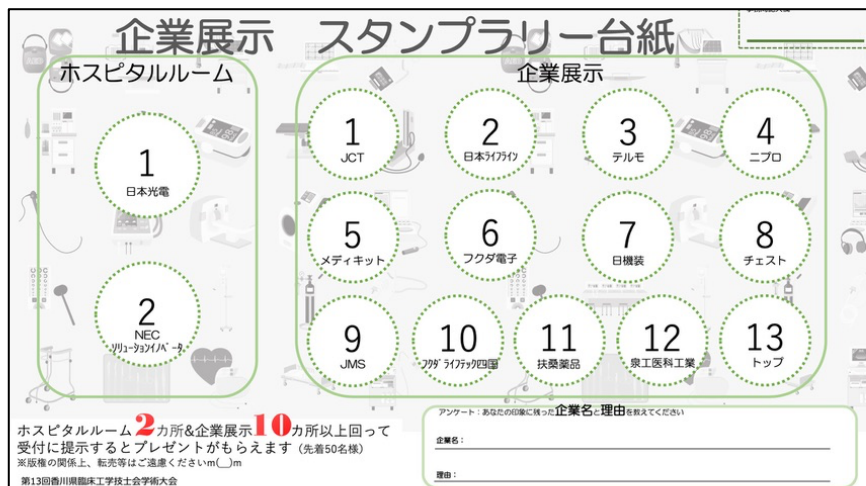 企業展示　スタンプラリー台紙
ホスピタルルーム
企業展示
1
日本光電
2
NEC
ソリューションイノベータ
1
JCT
2
日本ライフライン
3
テルモ
4
ニプロ
5
メディキット
6
フクダ電子
7
日機装
8
チェスト
9
JMS
10
フクダライフテック四国
11
扶桑薬品
12
泉工医科工業
13
トップ
ホスピタルルーム2カ所&企業展示10カ所以上回って
受付に提示するとプレゼントがもらえます（先着50名様）
※版権の関係上、転売等はご遠慮くださいm(__)m
第13回香川県臨床工学技士会学術大会
アンケート：あなたの印象に残った企業名と理由を教えてください
企業名：
理由：